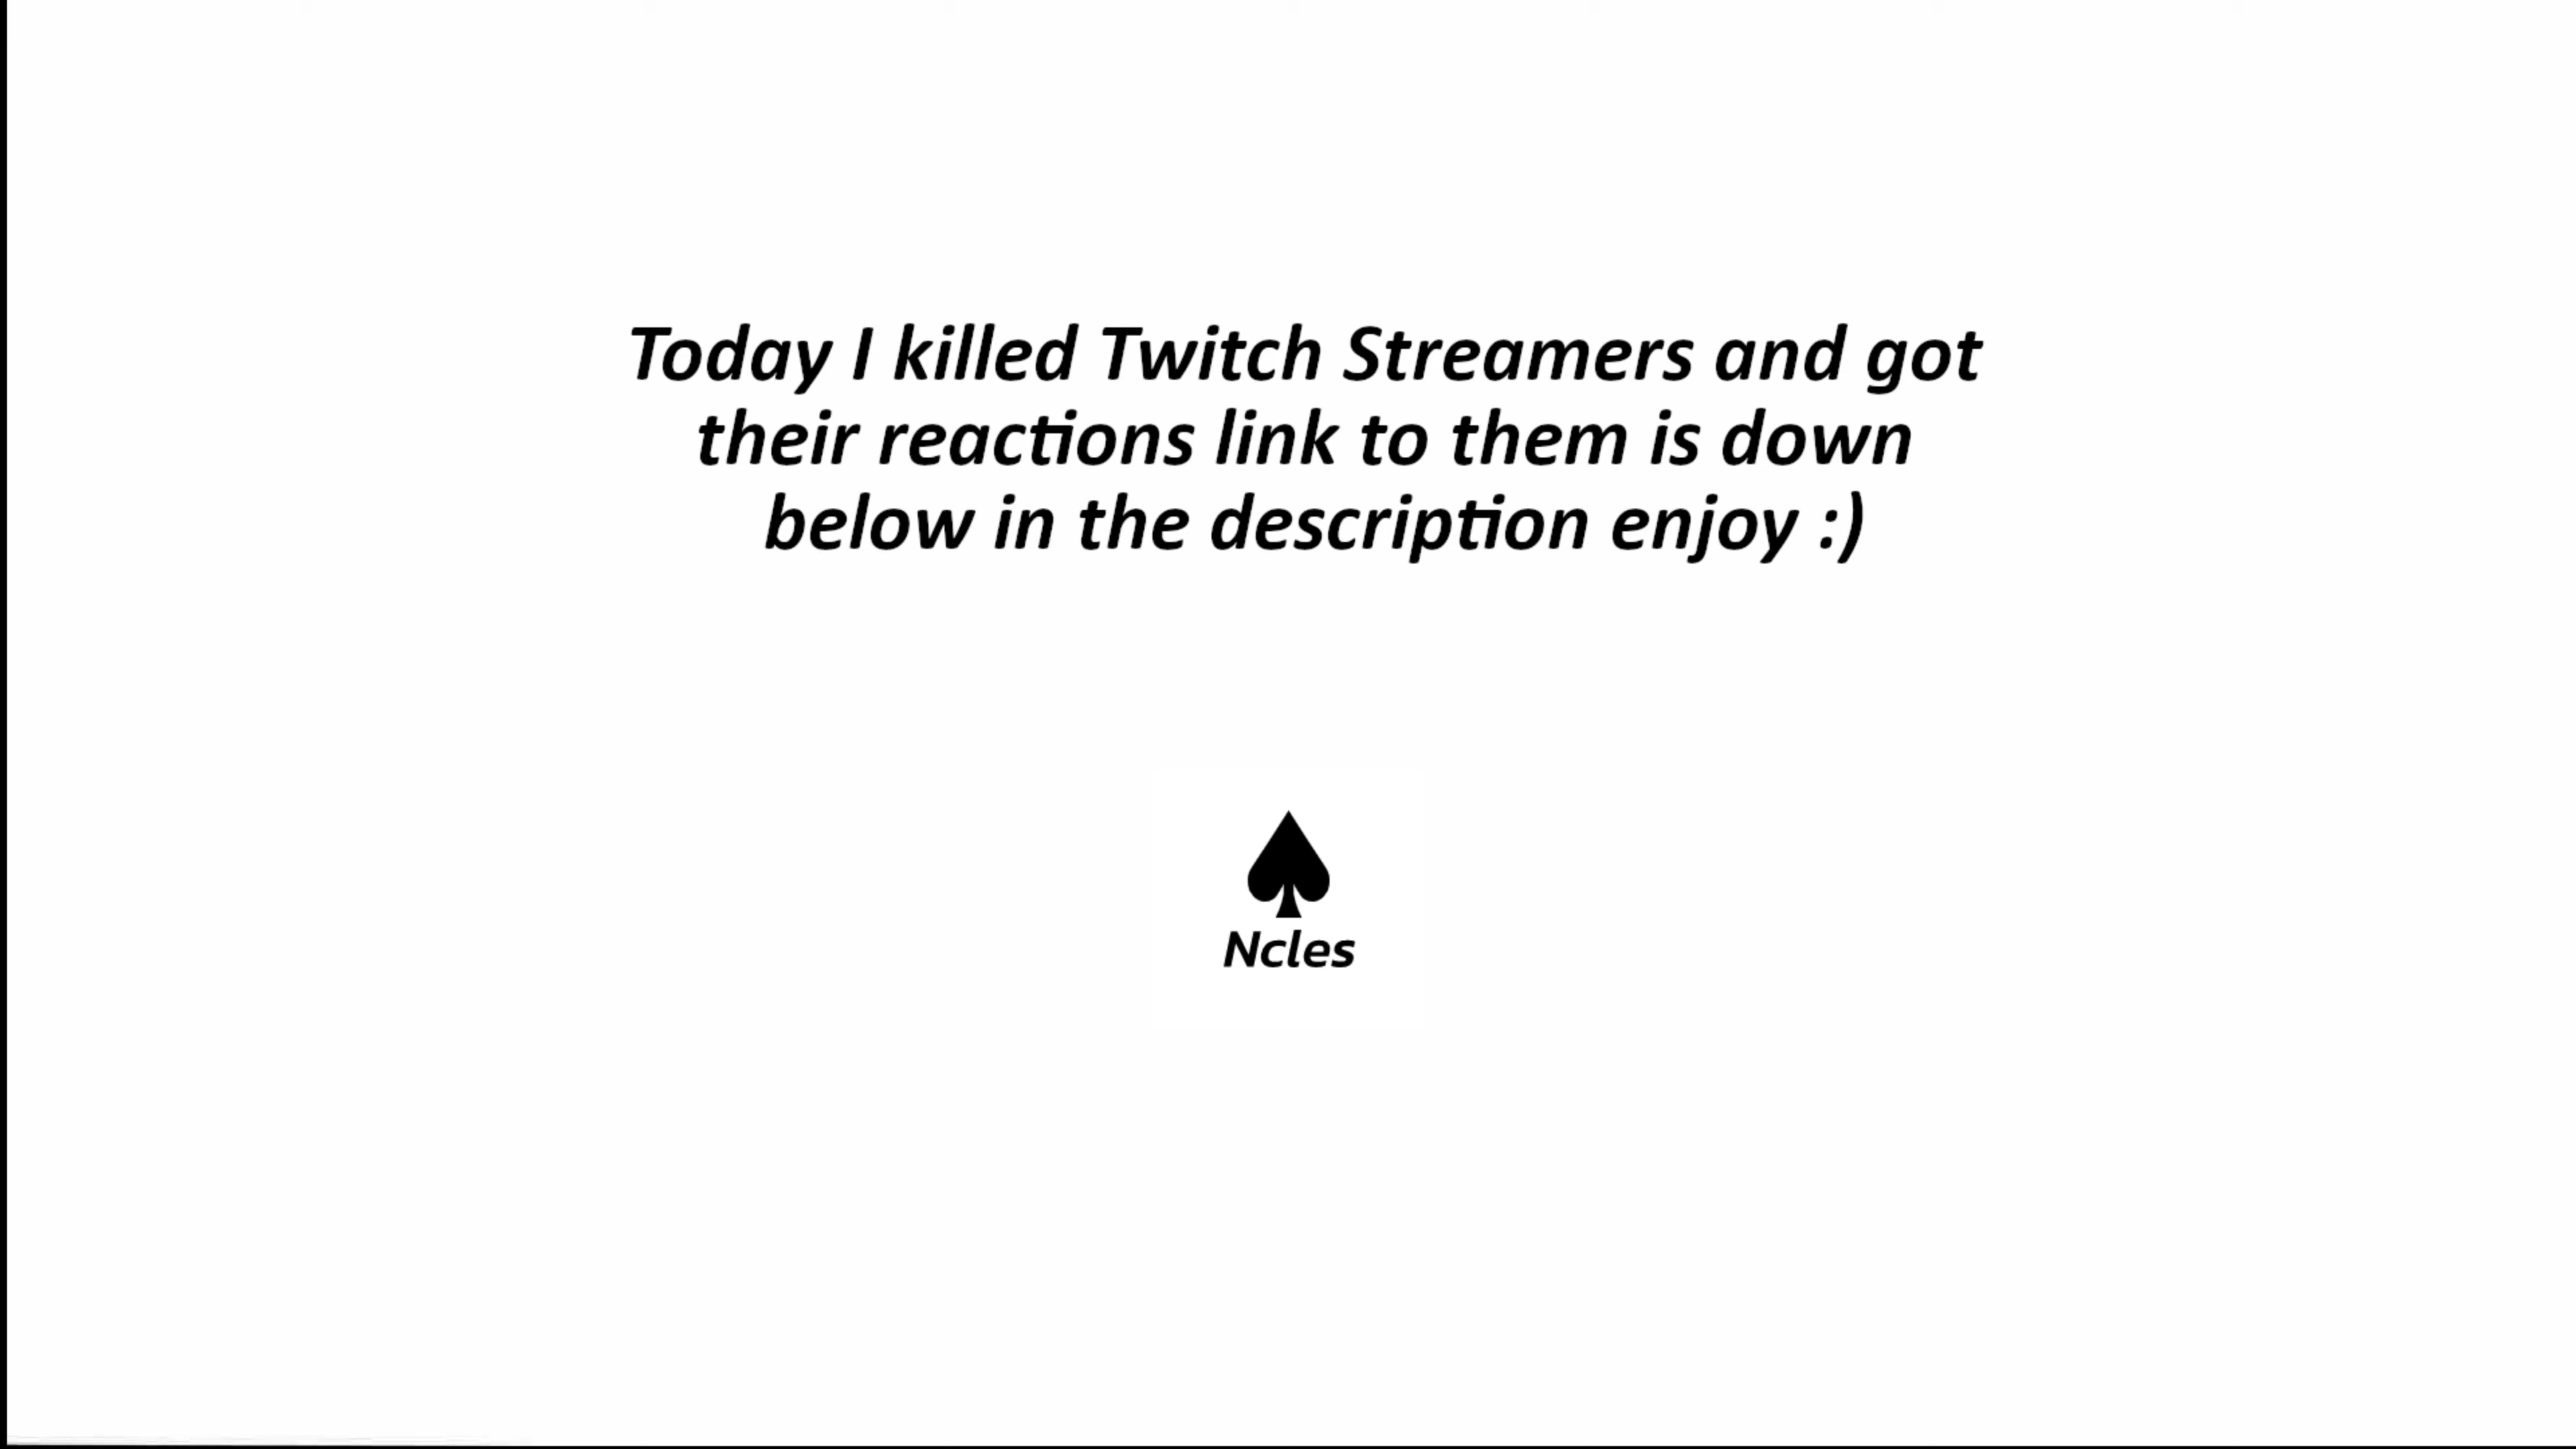 Today I killed Twitch Streamers and got
their reactions link to them is down
below in the description enjoy :)
Ncles